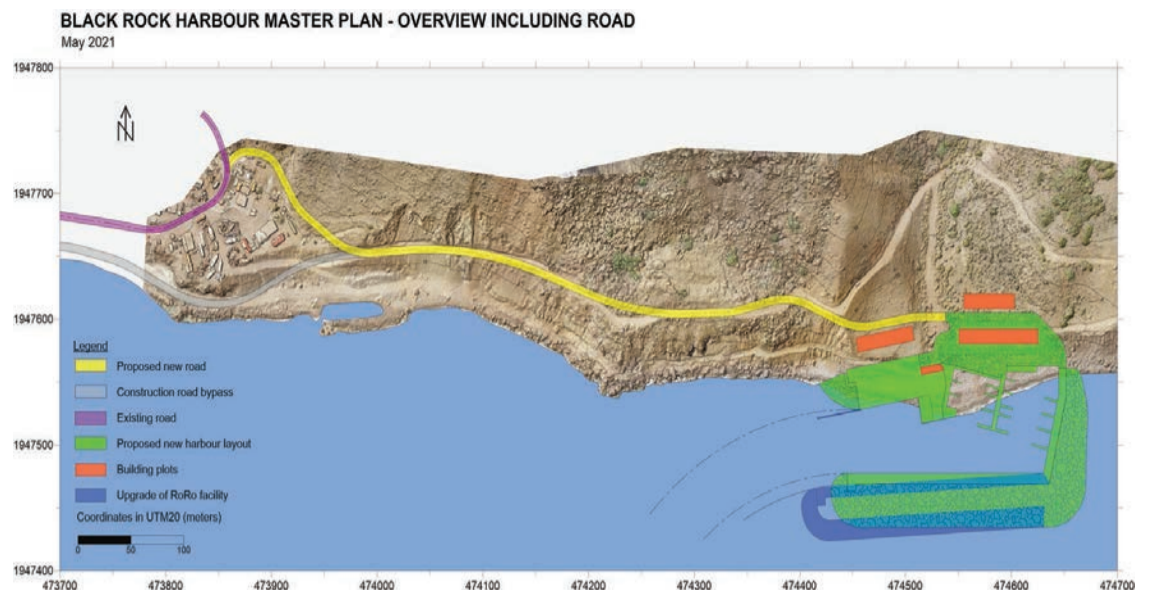 BLACK ROCK HARBOUR MASTER PLAN - OVERVIEW INCLUDING ROAD
May 2021
1947800
N
1947700
1947600
Legend
Proposed new road
Construction road bypass
Existing road
Proposed new harbour layout
1947500
Building plots
Upgrade of RoRo facility
Coordinates in UTM20 (meters)
0 50 100
1947400
473700 473800 473900 474000 474100 474200 474300 474400 474500 474600 474700